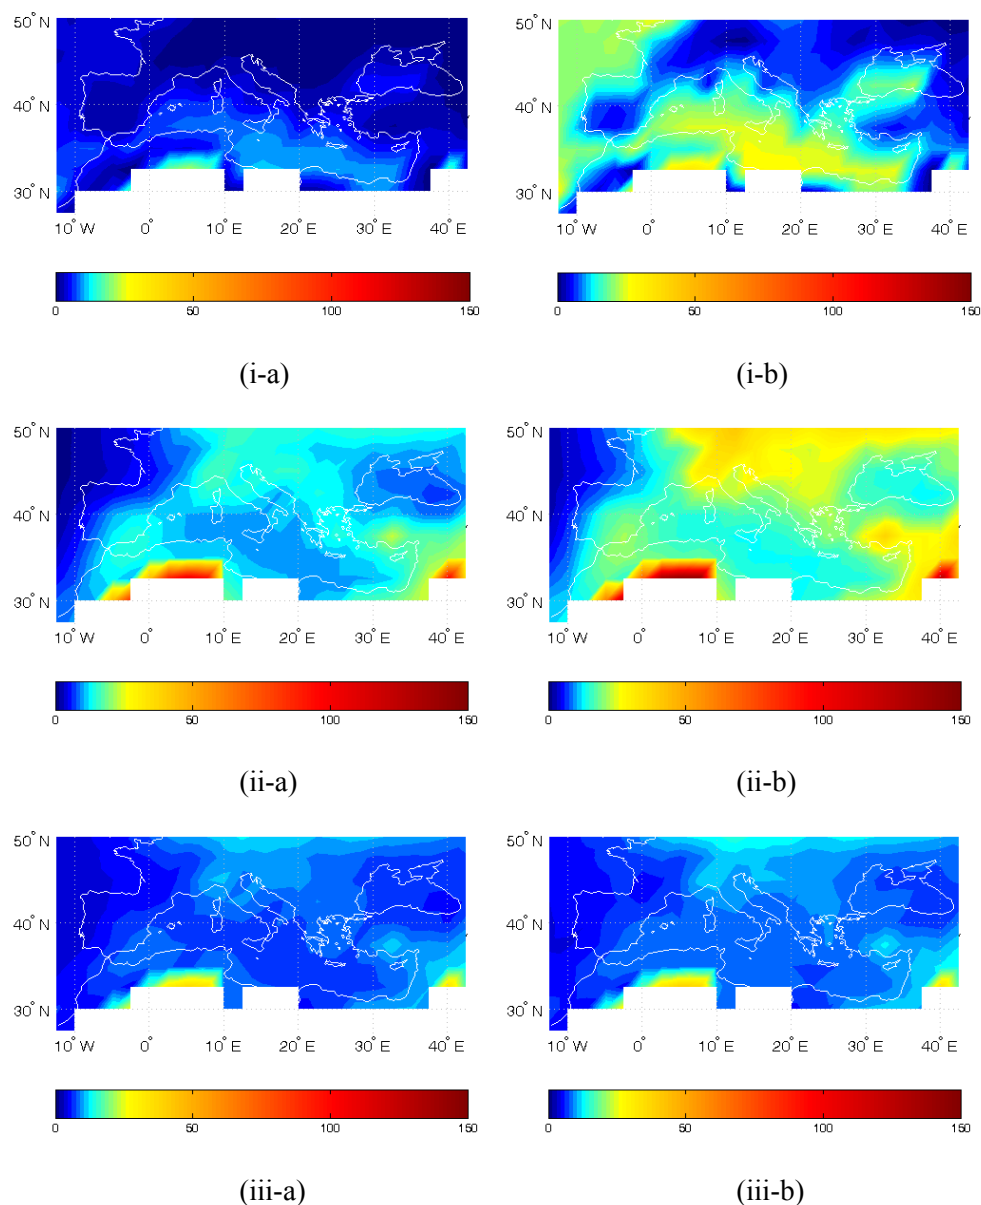 50° N 50° N
40° N 40° N
30° N 30° N
10° W 0° 10° E 20° E 30° E 40° E 10° W 0° 10° E 20° E 30° E 40° E
0 50 100 150 0 50 100 150
(i-a) (i-b)
50° N 50° N
40° N 40° N
30° N 30° N
10° W 0° 10° E 20° E 30° E 40° E 10° W 0° 10° E 20° E 30° E 40° E
0 50 100 150 0 50 100 150
(ii-a) (ii-b)
50° N 50° N
40° N 40° N
30° N 30° N
10° W 0° 10° E 20° E 30° E 40° E 10° W 0° 10° E 20° E 30° E 40° E
0 50 100 150 0 50 100 150
(iii-a) (iii-b)